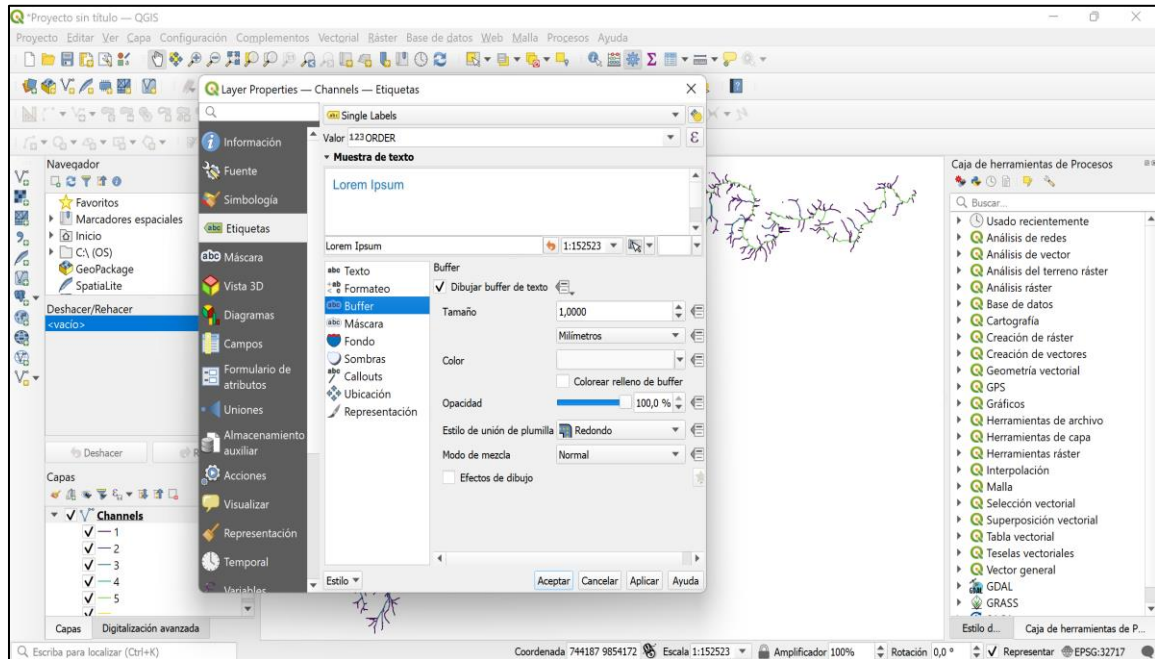 *Proyecto sin título — QGIS
Proyecto Editar Ver Capa Configuración Complementos Vectorial Ráster Base de datos Web Malla Procesos Ayuda
Layer Properties — Channels — Etiquetas
Información
Fuente
Simbología
abc Etiquetas
abc Máscara
Vista 3D
Diagramas
Campos
Formulario de
atributos
Uniones
Almacenamiento
auxiliar
Acciones
Visualizar
Representación
Temporal
Variables
Single Labels
Valor 123 ORDER
Muestra de texto
Lorem Ipsum
Lorem Ipsum
1:152523
abc Texto
Formateo
abc Buffer
abc Máscara
Fondo
Sombras
Callouts
Ubicación
Representación
Buffer
Dibujar buffer de texto
Tamaño 1,0000
Milímetros
Color
Colorear relleno de buffer
Opacidad 100,0 %
Estilo de unión de plumilla Redondo
Modo de mezcla Normal
Efectos de dibujo
Estilo Aceptar Cancelar Aplicar Ayuda
Navegador
Favoritos
Marcadores espaciales
Inicio
C:\ (OS)
GeoPackage
SpatiaLite
Deshacer/Rehacer
<vacío>
Deshacer
Capas
Channels
1
2
3
4
5
Capas Digitalización avanzada
Caja de herramientas de Procesos
Buscar...
Usado recientemente
Análisis de redes
Análisis de vector
Análisis del terreno ráster
Análisis ráster
Base de datos
Cartografía
Creación de ráster
Creación de vectores
Geometría vectorial
GPS
Gráficos
Herramientas de archivo
Herramientas de capa
Herramientas ráster
Interpolación
Malla
Selección vectorial
Superposición vectorial
Tabla vectorial
Teselas vectoriales
Vector general
GDAL
GRASS
Estilo d... Caja de herramientas de P...
Escriba para localizar (Ctrl+K) Coordenada 744187 9854172 Escala 1:152523 Amplificador 100% Rotación 0,0 ° Representar EPSG:32717